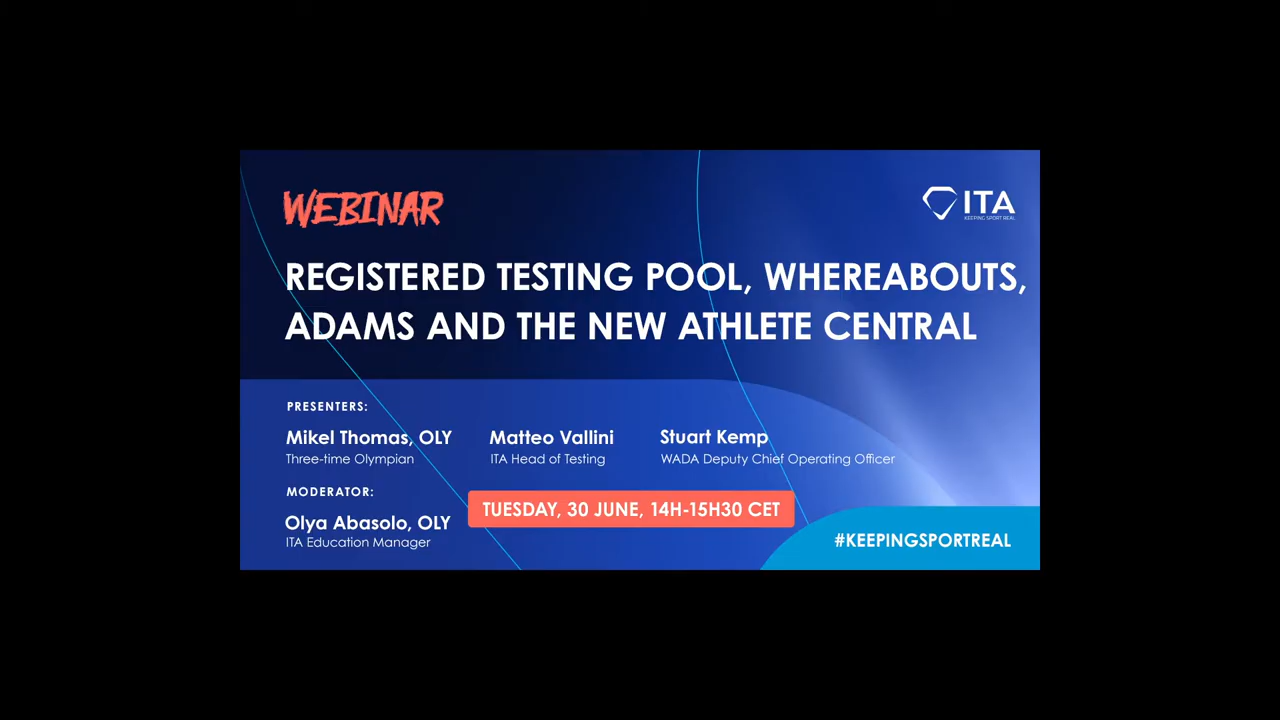 WEBINAR
ITA
KEEPING SPORT REAL
REGISTERED TESTING POOL, WHEREABOUTS,
ADAMS AND THE NEW ATHLETE CENTRAL
PRESENTERS:
Mikel Thomas, OLY
Three-time Olympian
Matteo Vallini
ITA Head of Testing
Stuart Kemp
WADA Deputy Chief Operating Officer
MODERATOR:
Olya Abasolo, OLY
ITA Education Manager
TUESDAY, 30 JUNE, 14H-15H30 CET
#KEEPINGSPORTREAL